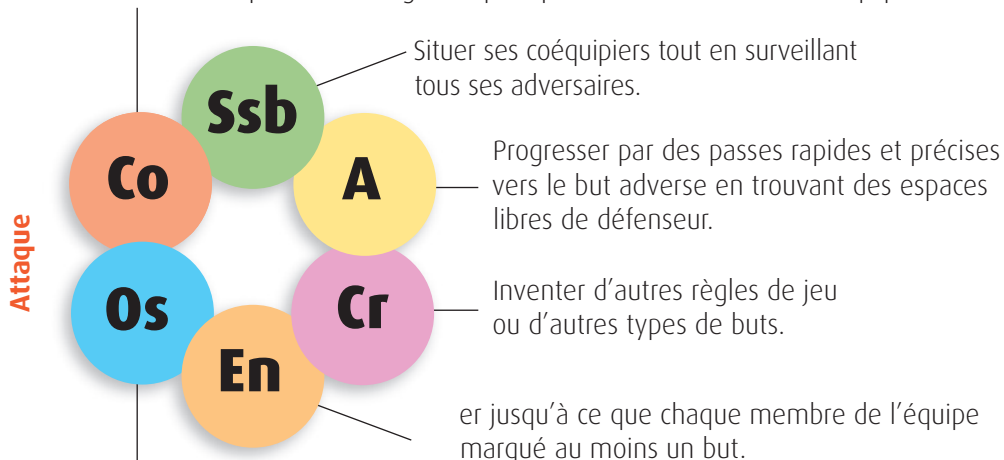 Situer ses coéquipiers tout en surveillant
tous ses adversaires.
Ssb
Co
A
Progresser par des passes rapides et précises
vers le but adverse en trouvant des espaces
libres de défenseur.
Attaque
Os
Cr
Inventer d'autres règles de jeu
ou d'autres types de buts.
En
er jusqu'à ce que chaque membre de l'équipe
marqué au moins un but.